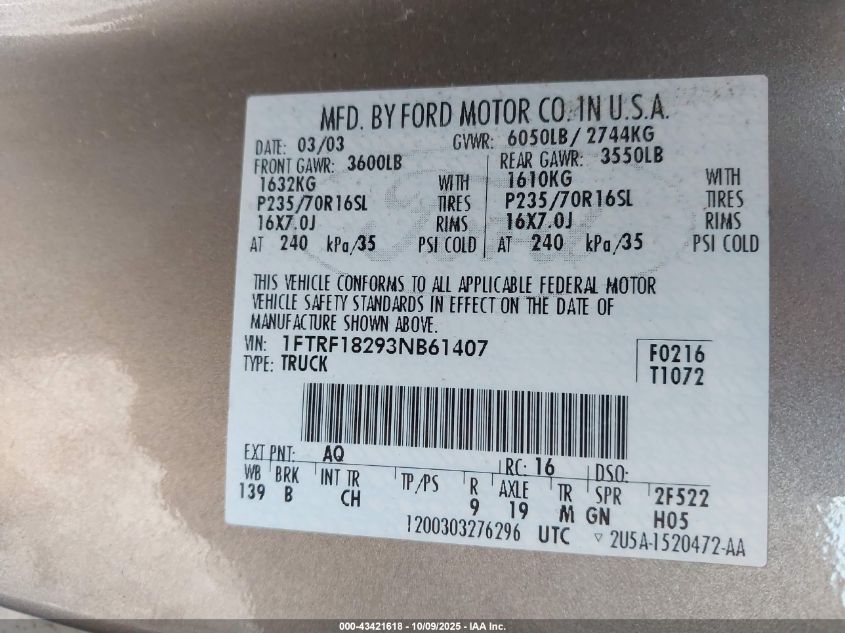 MFD. BY FORD MOTOR CO. IN U.S.A.
DATE: 03/03 GVWR: 6050LB/ 2744KG
FRONT GAWR: 3600LB REAR GAWR: 3550LB
1632KG WITH 1610KG WITH
P235/70R16SL TIRES P235/70R16SL TIRES
16X7.0J RIMS 16X7.0J RIMS
AT 240 kPa/35 PSI COLD AT 240 kPa/35 PSI COLD
THIS VEHICLE CONFORMS TO ALL APPLICABLE FEDERAL MOTOR
VEHICLE SAFETY STANDARDS IN EFFECT ON THE DATE OF
MANUFACTURE SHOWN ABOVE.
VIN: 1FTRF18293NB61407 F0216
TYPE: TRUCK T1072
EXT PNT: AQ RC: 16 DSO:
WB BRK INT TR TP/PS R AXLE TR SPR 2F522
139 B CH 9 19 M GN H05
1200303276296 UTC ▿ 2U5A-1520472-AA
000-43421618 - 10/09/2025 - IAA Inc.